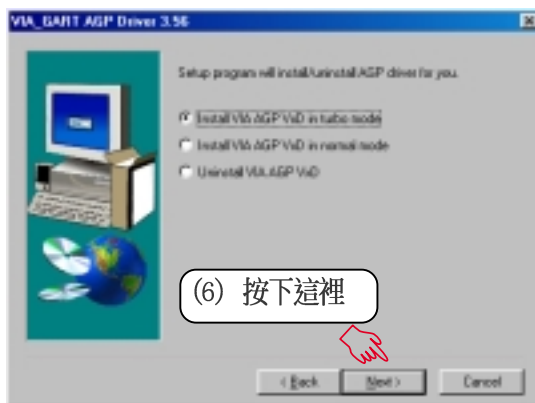 VIA_GART AGP Driver 3.56
Setup program will install/uninstall AGP driver for you.
Install VIA AGP VxD in turbo mode
Install VIA AGP VxD in normal mode
Uninstall VIA AGP VxD
(6) 按下這裡
< Back
Next >
Cancel